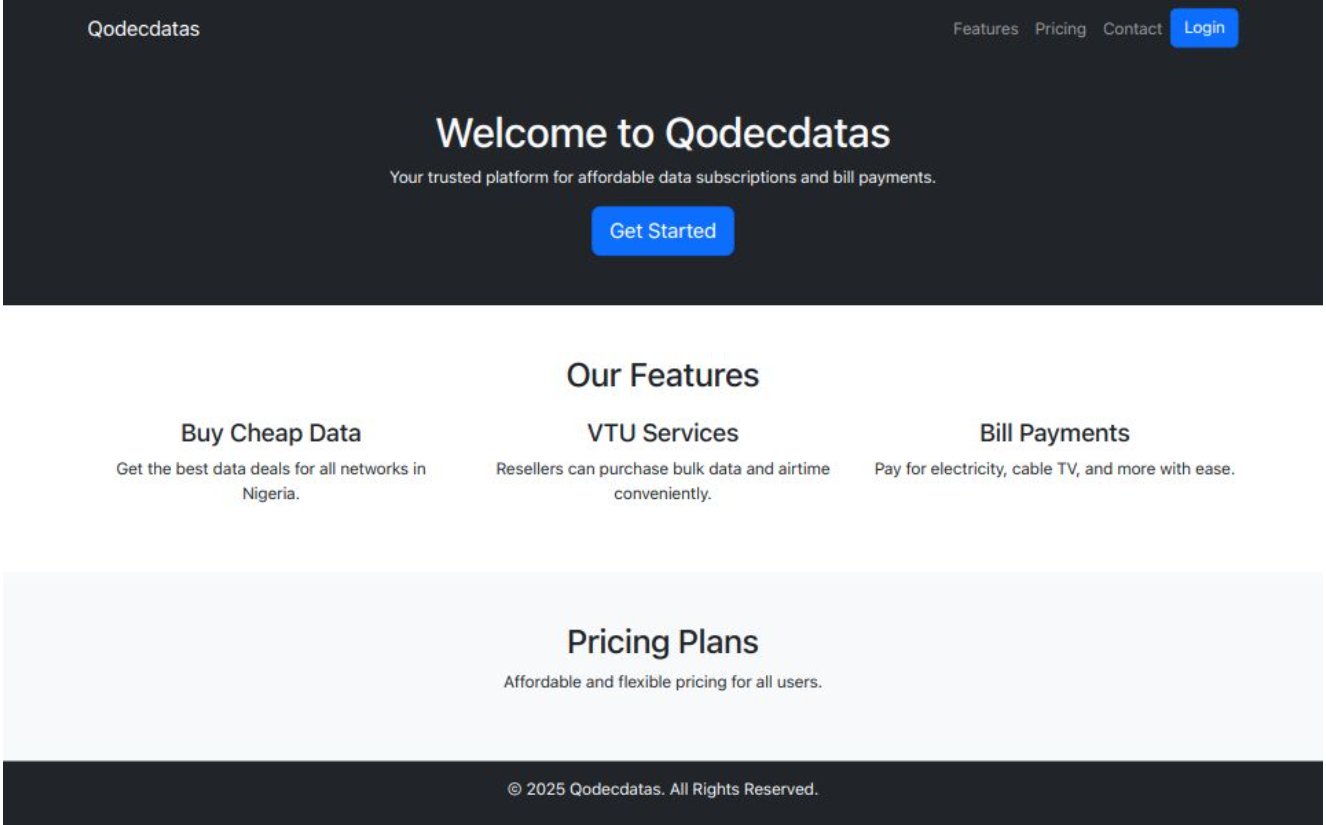 Qodecdatas
Features Pricing Contact Login
Welcome to Qodecdatas
Your trusted platform for affordable data subscriptions and bill payments.
Get Started
Our Features
Buy Cheap Data
Get the best data deals for all networks in
Nigeria.
VTU Services
Resellers can purchase bulk data and airtime
conveniently.
Bill Payments
Pay for electricity, cable TV, and more with ease.
Pricing Plans
Affordable and flexible pricing for all users.
© 2025 Qodecdatas. All Rights Reserved.